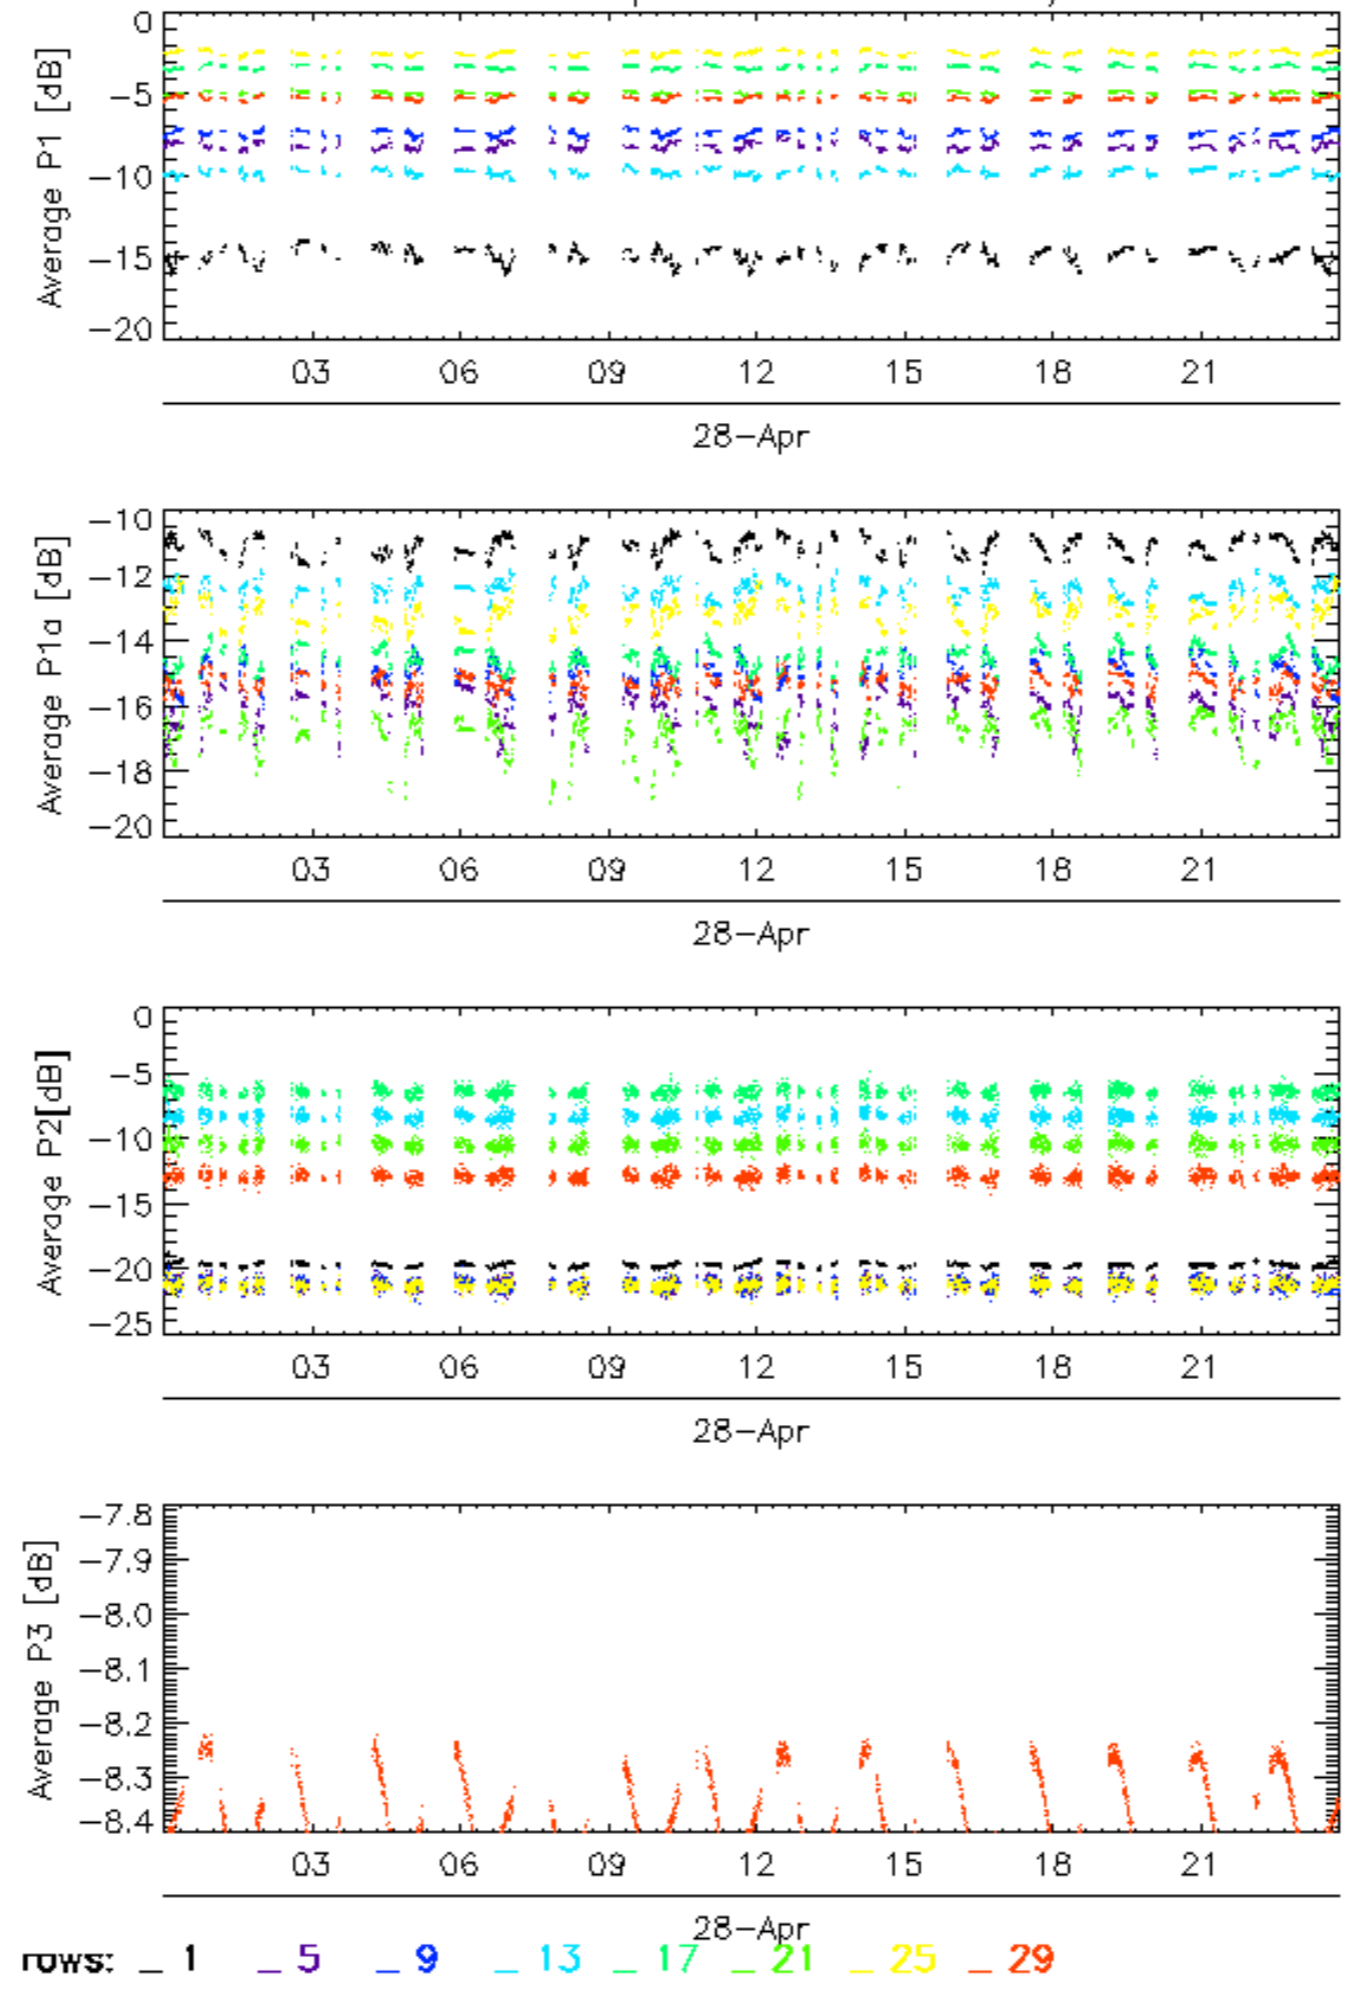 0
−5
−10
−15
−20
Average P1 [dB]
03 06 09 12 15 18 21
28−Apr
−10
−12
−14
−16
−18
−20
Average P1a [dB]
03 06 09 12 15 18 21
28−Apr
0
−5
−10
−15
−20
−25
Average P2[dB]
03 06 09 12 15 18 21
28−Apr
−7.8
−7.9
−8.0
−8.1
−8.2
−8.3
−8.4
Average P3 [dB]
03 06 09 12 15 18 21
28−Apr
rows: _ 1 _ 5 _ 9 _ 13 _ 17 _ 21 _ 25 _ 29